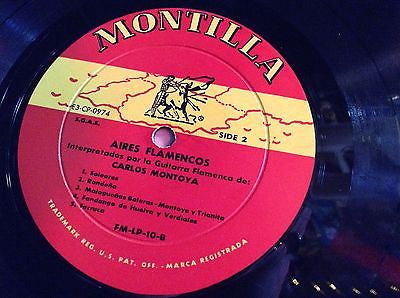 MONTILLA
E3-CP-0974
S.G.A.E.
®
SIDE 2
AIRES FLAMENCOS
Interpretados por la Guitarra Flamenca de:
CARLOS MONTOYA
1. Soleares
2. Rondeña
3. Malagueñas Boleras-Montoya y Trianito
4. Fandango de Huelva y Verdiales
5. Farruca
FM-LP-10-B
TRADEMARK REG. U.S. PAT. OFF. - MARCA REGISTRADA